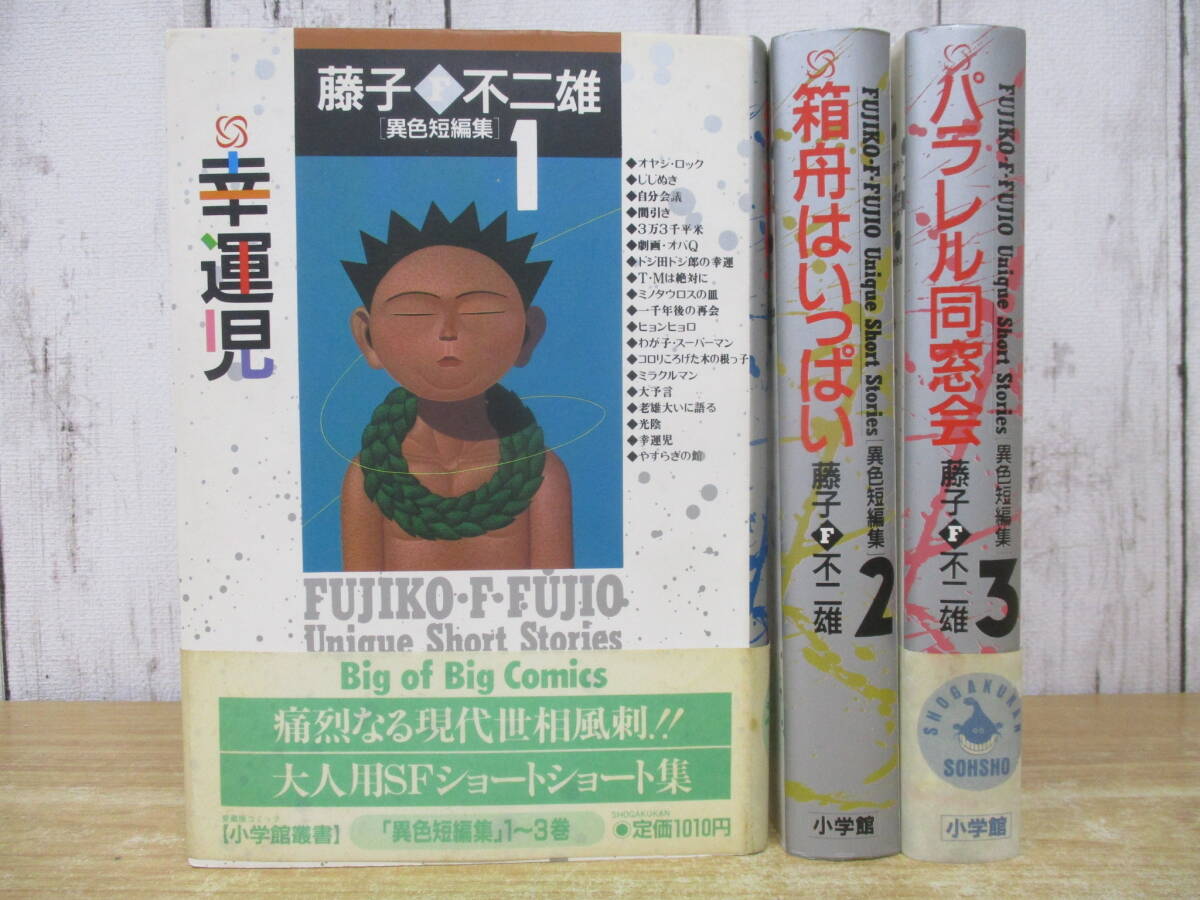 幸運児
藤子F不二雄
[異色短編集]
1
◆オヤジ・ロック
◆じじぬき
◆自分会議
◆間引き
◆3万3千平米
◆劇画・オバQ
◆ドジ田ドジ郎の幸運
◆T・Mは絶対に
◆ミノタウロスの皿
◆一千年後の再会
◆ヒョンヒョロ
◆わが子・スーパーマン
◆コロリころげた木の根っ子
◆ミラクルマン
◆大予言
◆老雄大いに語る
◆光陰
◆幸運児
◆やすらぎの館
FUJIKO・F・FUJIO
Unique Short Stories
Big of Big Comics
痛烈なる現代世相風刺!!
大人用SFショートショート集
愛蔵版コミック
【小学館叢書】
「異色短編集」1〜3巻
SHOGAKUKAN
●定価1010円
箱舟はいっぱい
FUJIKO・F・FUJIO Unique Short Stories [異色短編集]
藤子F不二雄
2
小学館
パラレル同窓会
FUJIKO・F・FUJIO Unique Short Stories [異色短編集]
藤子F不二雄
3
SHOGAKUKAN
SOHSHO
小学館